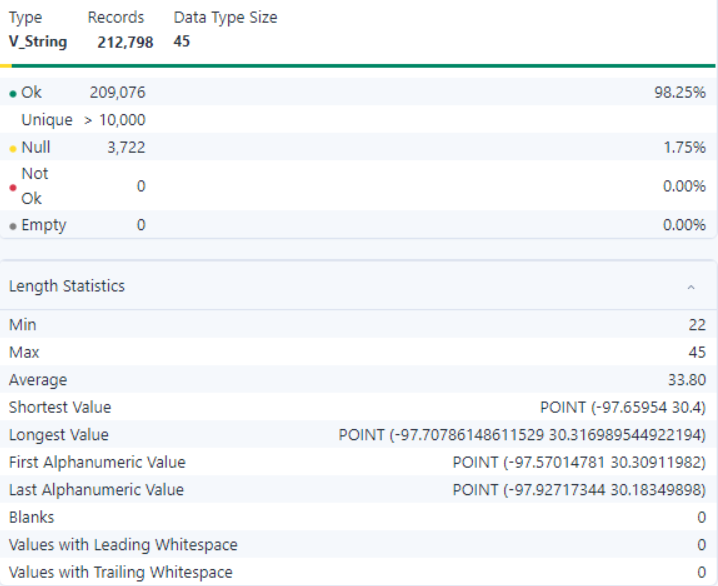 Type Records Data Type Size
V_String 212,798 45
Ok 209,076 98.25%
Unique > 10,000
Null 3,722 1.75%
Not
Ok 0 0.00%
Empty 0 0.00%
Length Statistics
Min 22
Max 45
Average 33.80
Shortest Value POINT (-97.65954 30.4)
Longest Value POINT (-97.70786148611529 30.316989544922194)
First Alphanumeric Value POINT (-97.57014781 30.30911982)
Last Alphanumeric Value POINT (-97.92717344 30.18349898)
Blanks 0
Values with Leading Whitespace 0
Values with Trailing Whitespace 0